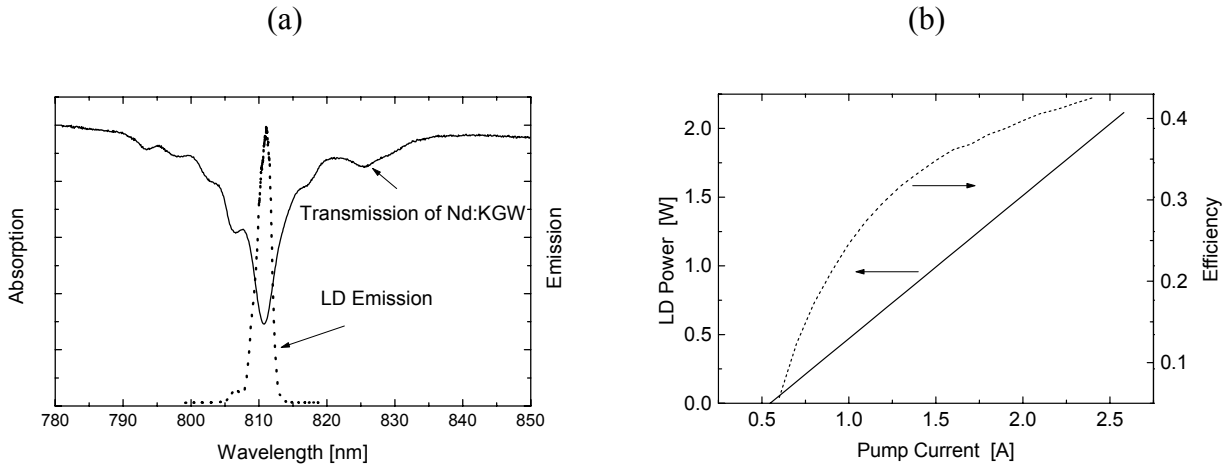 (a)
(b)
Absorption
Transmission of Nd:KGW
LD Emission
Emission
780 790 800 810 820 830 840 850
Wavelength [nm]
LD Power [W]
2.0
1.5
1.0
0.5
0.0
0.4
0.3
0.2
0.1
Efficiency
0.5 1.0 1.5 2.0 2.5
Pump Current [A]